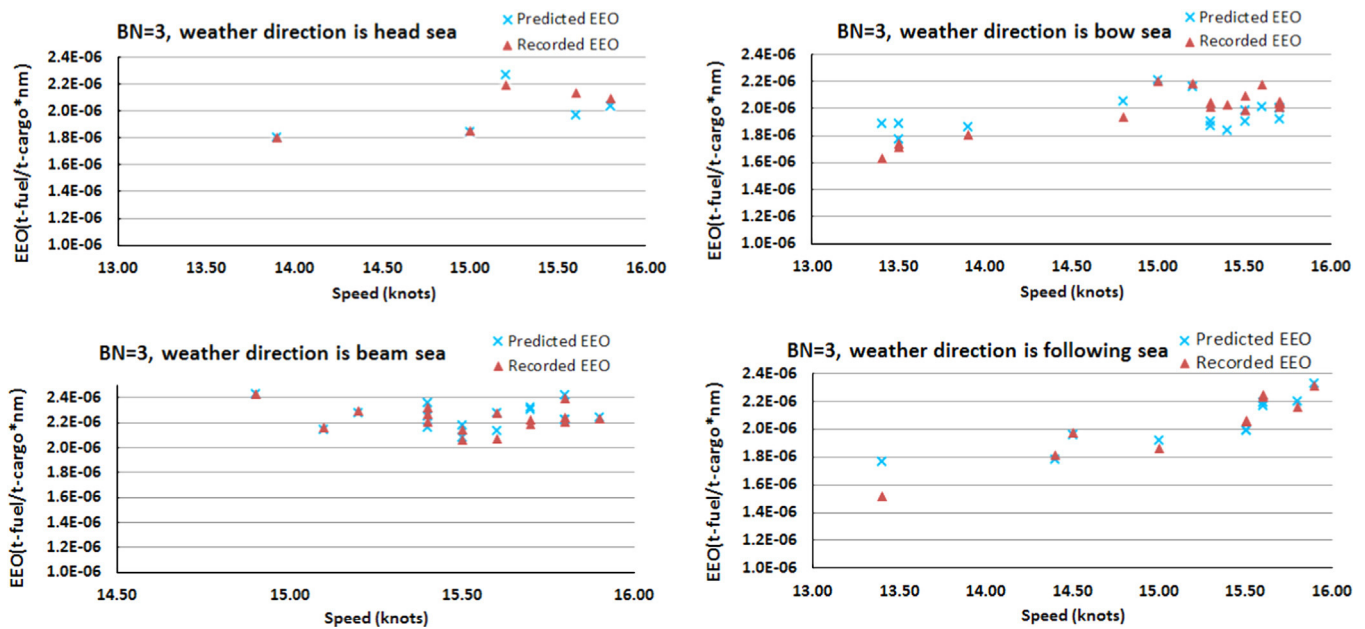 BN=3, weather direction is head sea
Predicted EEO
Recorded EEO
EEO(t-fuel/t-cargo*nm)
2.4E-06
2.2E-06
2.0E-06
1.8E-06
1.6E-06
1.4E-06
1.2E-06
1.0E-06
13.00 13.50 14.00 14.50 15.00 15.50 16.00
Speed (knots)
BN=3, weather direction is bow sea
Predicted EEO
Recorded EEO
EEO(t-fuel/t-cargo*nm)
2.4E-06
2.2E-06
2.0E-06
1.8E-06
1.6E-06
1.4E-06
1.2E-06
1.0E-06
13.00 13.50 14.00 14.50 15.00 15.50 16.00
Speed (knots)
BN=3, weather direction is beam sea
Predicted EEO
Recorded EEO
EEO(t-fuel/t-cargo*nm)
2.4E-06
2.2E-06
2.0E-06
1.8E-06
1.6E-06
1.4E-06
1.2E-06
1.0E-06
14.50 15.00 15.50 16.00
Speed (knots)
BN=3, weather direction is following sea
Predicted EEO
Recorded EEO
EEO(t-fuel/t-cargo*nm)
2.4E-06
2.2E-06
2.0E-06
1.8E-06
1.6E-06
1.4E-06
1.2E-06
1.0E-06
13.00 13.50 14.00 14.50 15.00 15.50 16.00
Speed (knots)